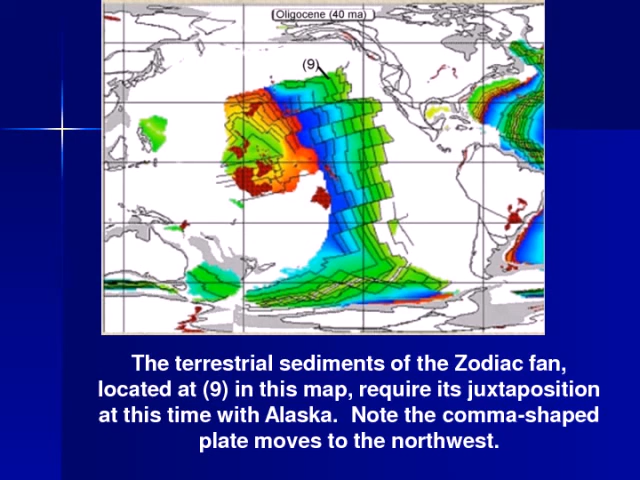 Oligocene (40 ma)
(9)
The terrestrial sediments of the Zodiac fan,
located at (9) in this map, require its juxtaposition
at this time with Alaska.  Note the comma-shaped
plate moves to the northwest.